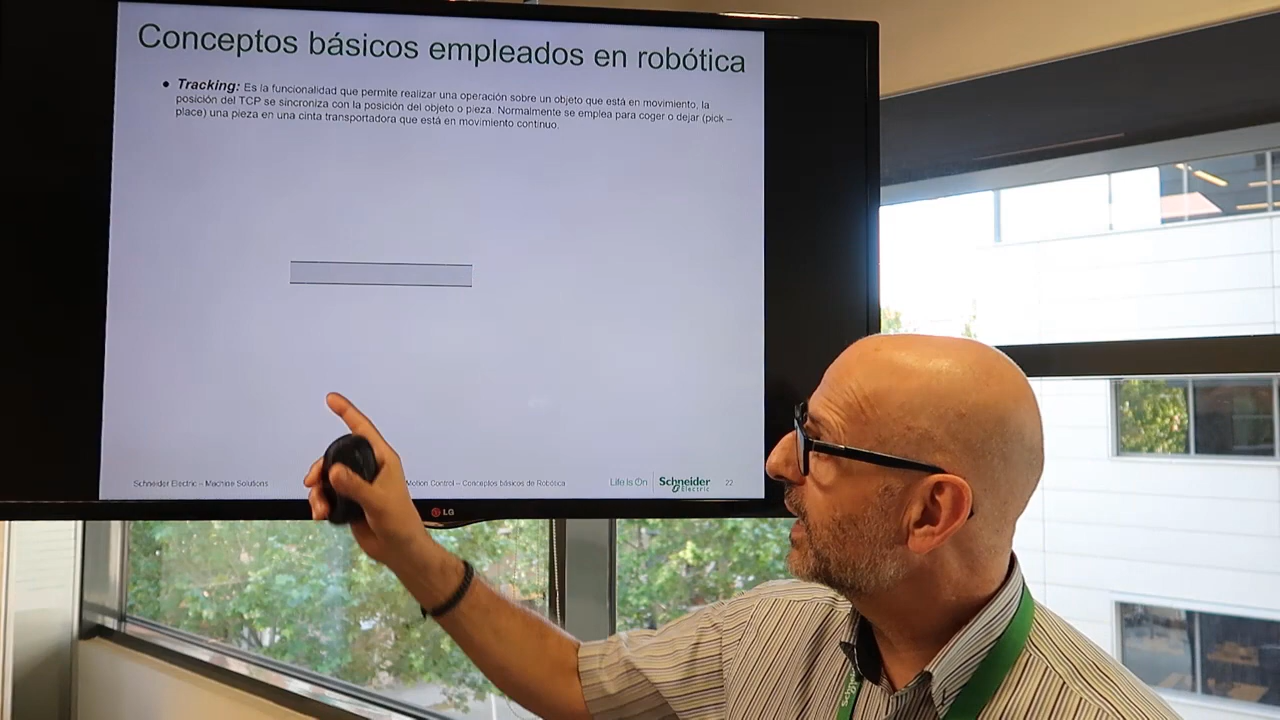 Conceptos básicos empleados en robótica
• Tracking: Es la funcionalidad que permite realizar una operación sobre un objeto que está en movimiento, la
posición del TCP se sincroniza con la posición del objeto o pieza. Normalmente se emplea para coger o dejar (pick –
place) una pieza en una cinta transportadora que está en movimiento continuo.
Schneider Electric – Machine Solutions
Motion Control – Conceptos básicos de Robótica
Life Is On
Schneider
Electric
22
LG